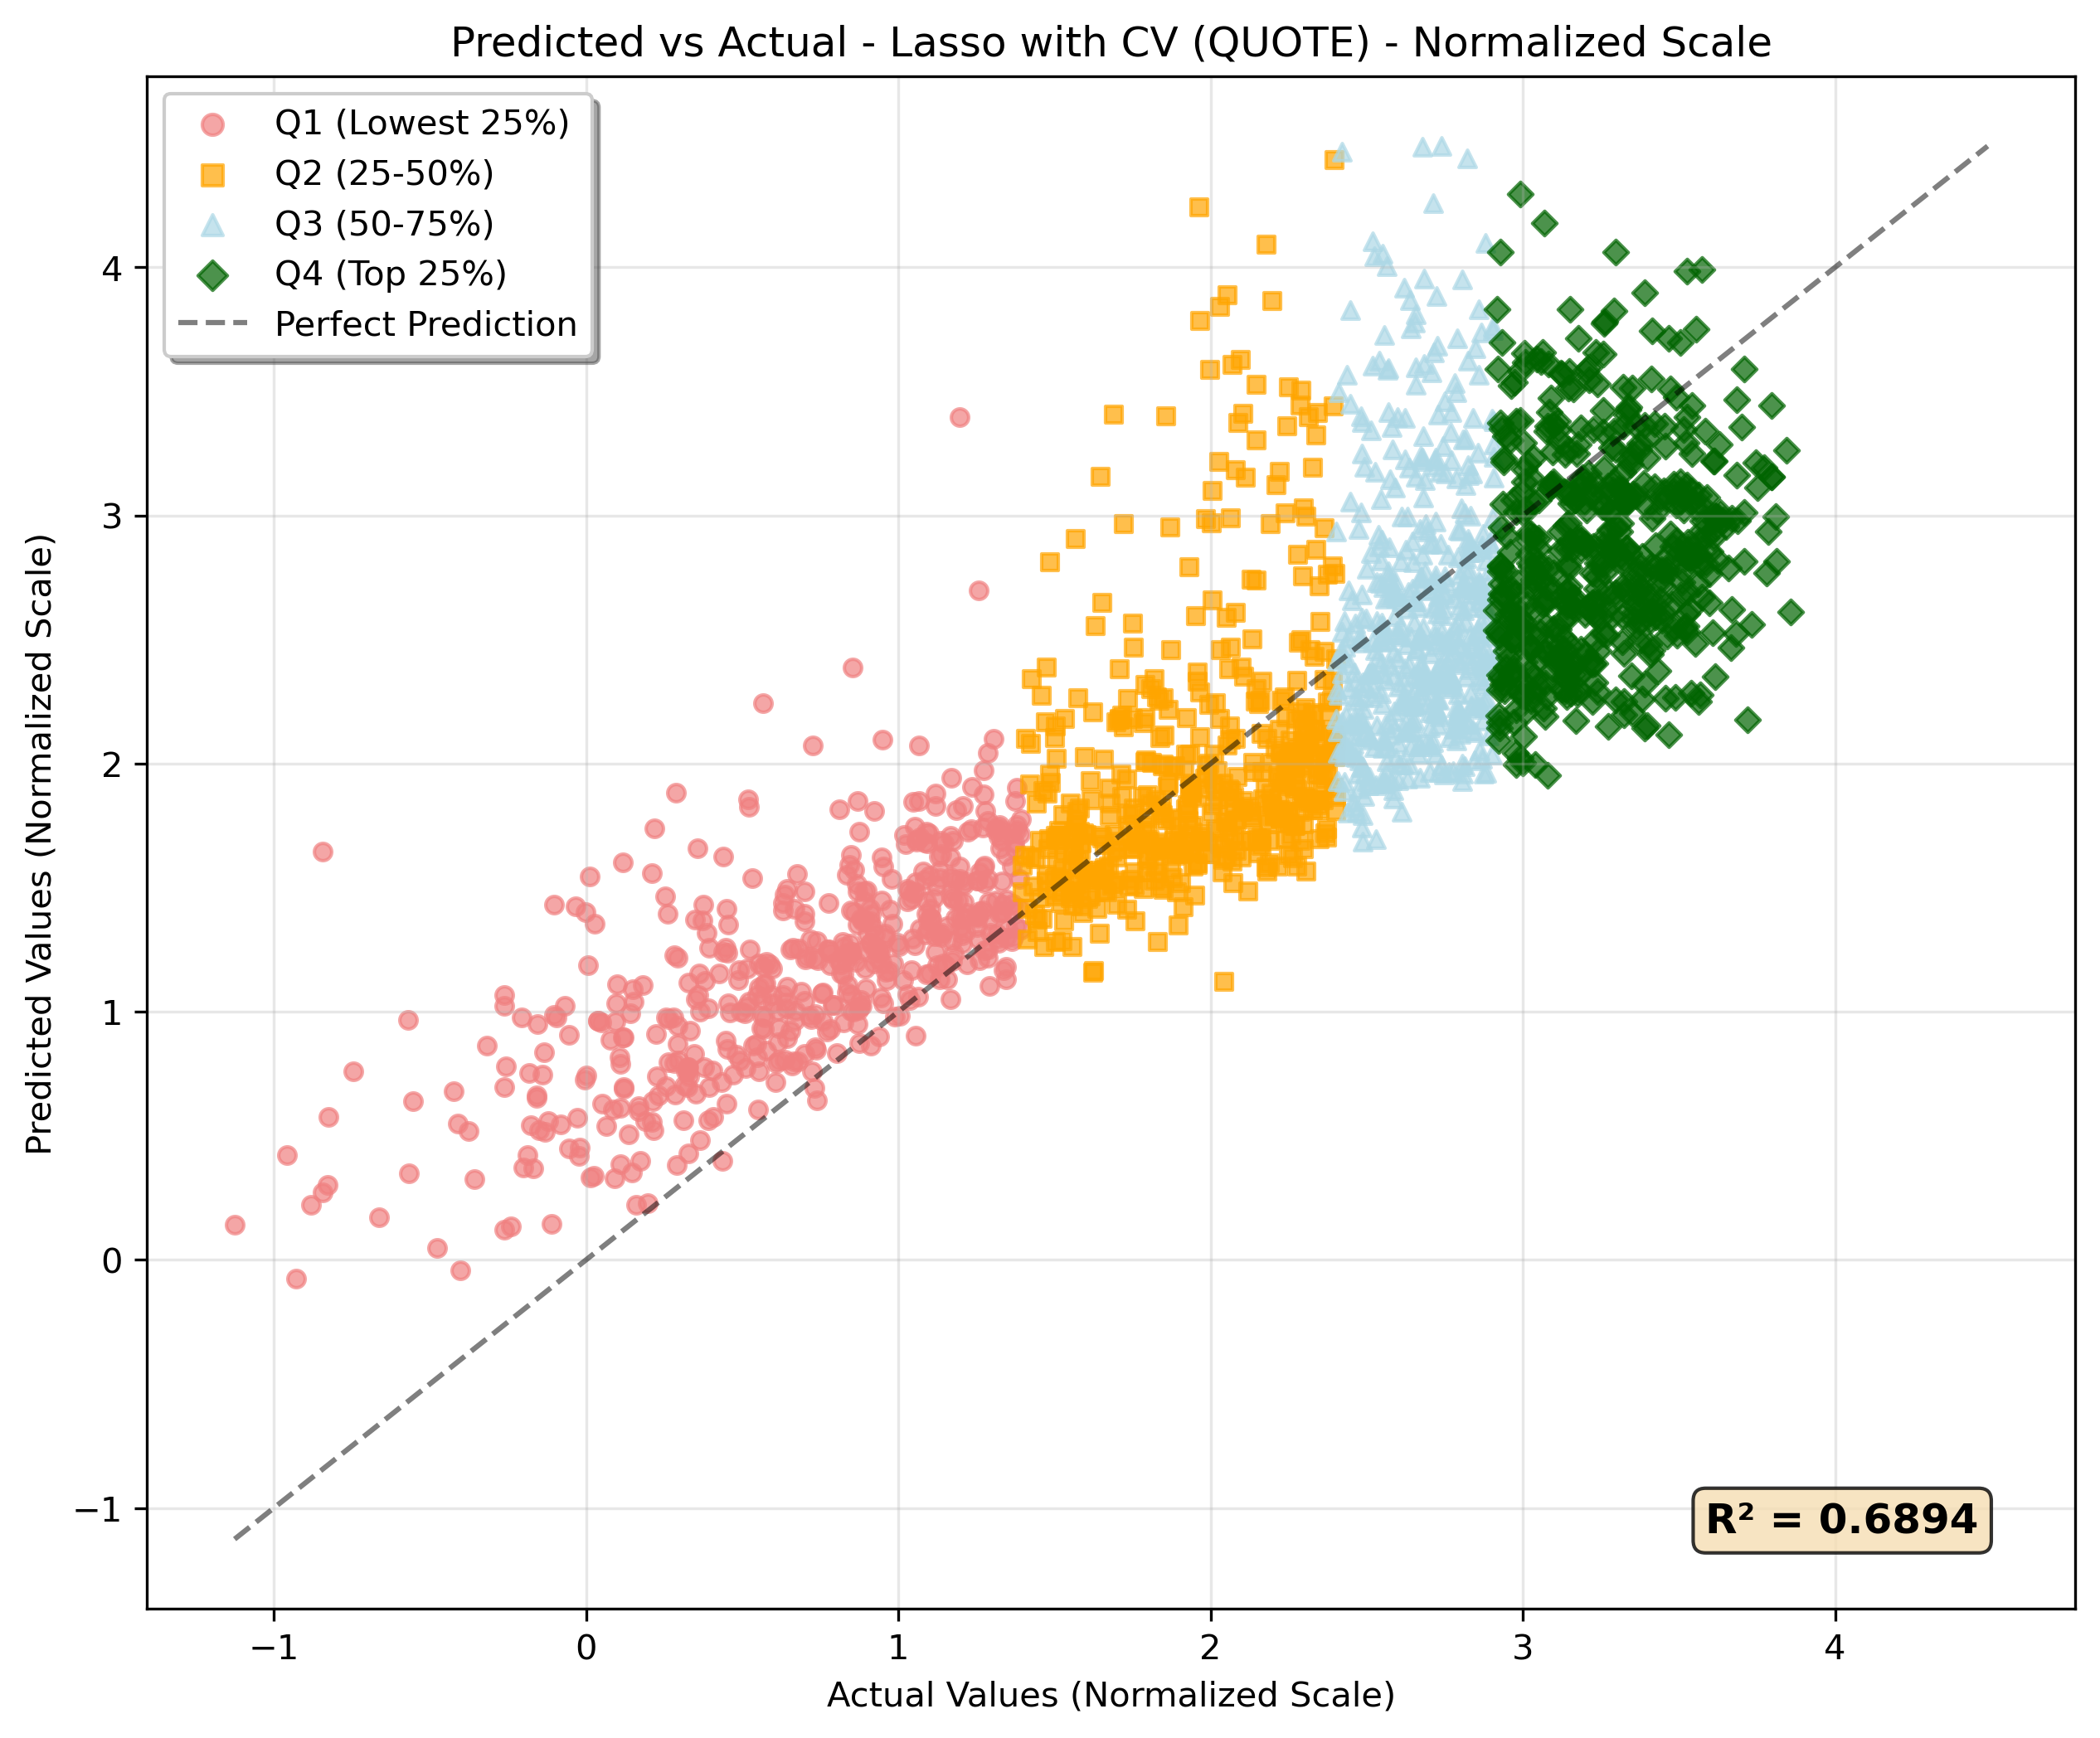 Predicted vs Actual - Lasso with CV (QUOTE) - Normalized Scale
Q1 (Lowest 25%)
Q2 (25-50%)
Q3 (50-75%)
Q4 (Top 25%)
Perfect Prediction
Predicted Values (Normalized Scale)
4
3
2
1
0
−1
R² = 0.6894
−1 0 1 2 3 4
Actual Values (Normalized Scale)